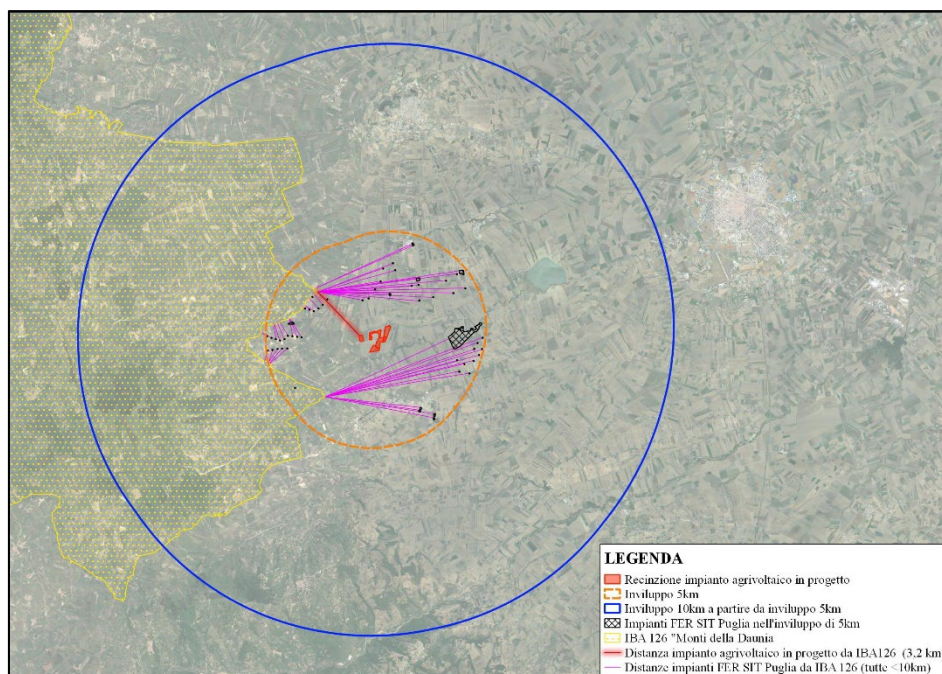 LEGENDA
Recinzione impianto agrivoltaico in progetto
Inviluppo 5km
Inviluppo 10km a partire da inviluppo 5km
Impianti FER SIT Puglia nell'inviluppo di 5km
IBA 126 "Monti della Daunia
Distanza impianto agrivoltaico in progetto da IBA126 (3,2 km
Distanze impianti FER SIT Puglia da IBA 126 (tutte <10km)